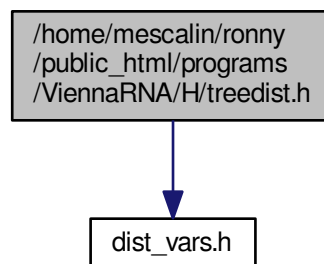 /home/mescalin/ronny
/public_html/programs
/ViennaRNA/H/treedist.h
dist_vars.h